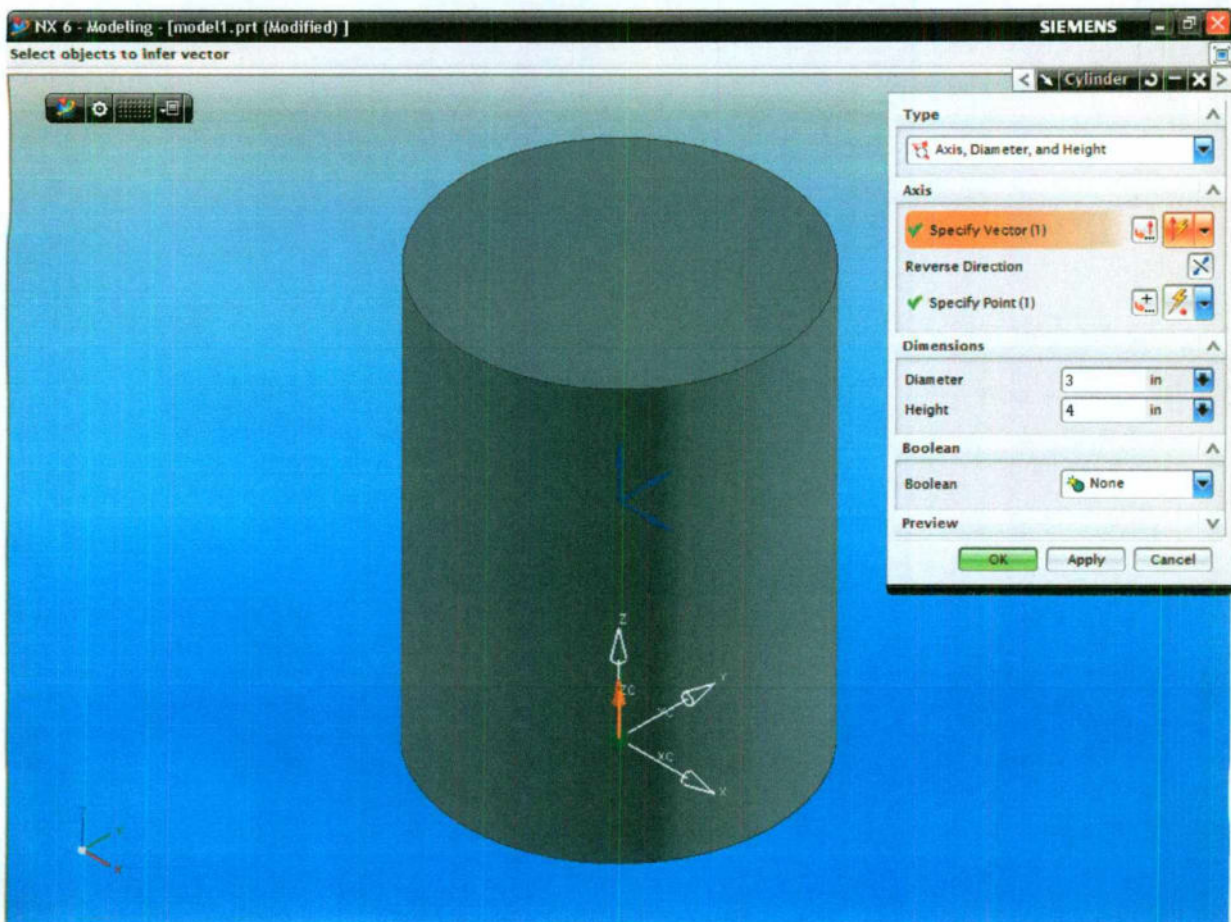 NX 6 - Modeling - [model1.prt (Modified) ]
SIEMENS
Select objects to infer vector
Cylinder
Type
Axis, Diameter, and Height
Axis
Specify Vector (1)
Reverse Direction
Specify Point (1)
Dimensions
Diameter 3 in
Height 4 in
Boolean
Boolean None
Preview
OK Apply Cancel
Z
ZC
Y
YC
XC
X
Z
Y
X